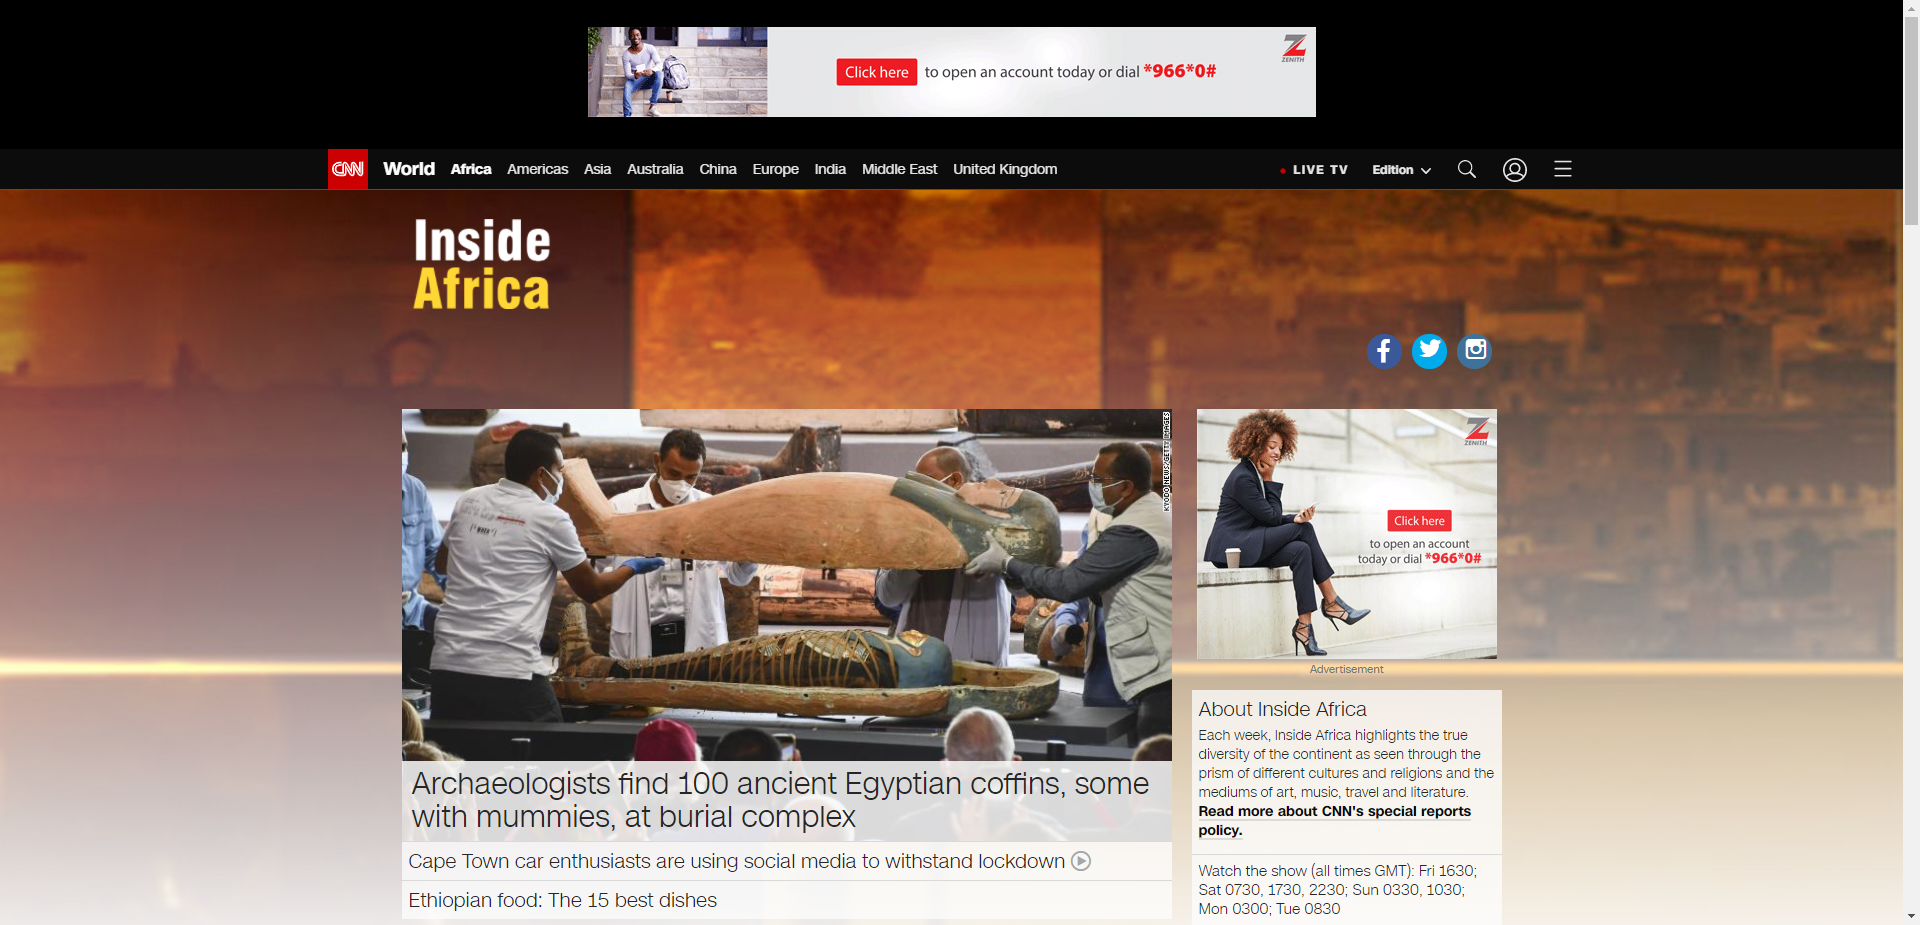 ZENITH
Click here to open an account today or dial *966*0#
CNN World Africa Americas Asia Australia China Europe India Middle East United Kingdom LIVE TV Edition
Inside
Africa
KYODO NEWS/GETTY IMAGES
Archaeologists find 100 ancient Egyptian coffins, some
with mummies, at burial complex
Cape Town car enthusiasts are using social media to withstand lockdown
Ethiopian food: The 15 best dishes
ZENITH
Click here
to open an account
today or dial *966*0#
Advertisement
About Inside Africa
Each week, Inside Africa highlights the true
diversity of the continent as seen through the
prism of different cultures and religions and the
mediums of art, music, travel and literature.
Read more about CNN's special reports
policy.
Watch the show (all times GMT): Fri 1630;
Sat 0730, 1730, 2230; Sun 0330, 1030;
Mon 0300; Tue 0830